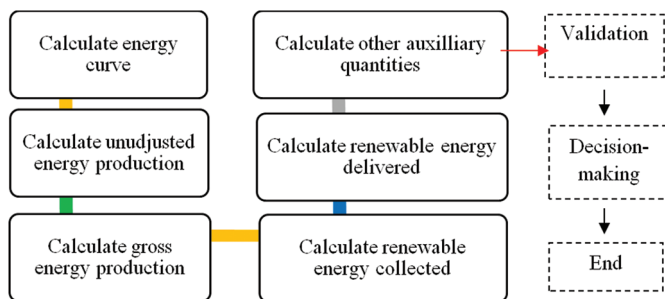 Calculate energy
curve
Calculate unudjusted
energy production
Calculate gross
energy production
Calculate renewable
energy collected
Calculate renewable energy
delivered
Calculate other auxilliary
quantities
Validation
Decision-
making
End